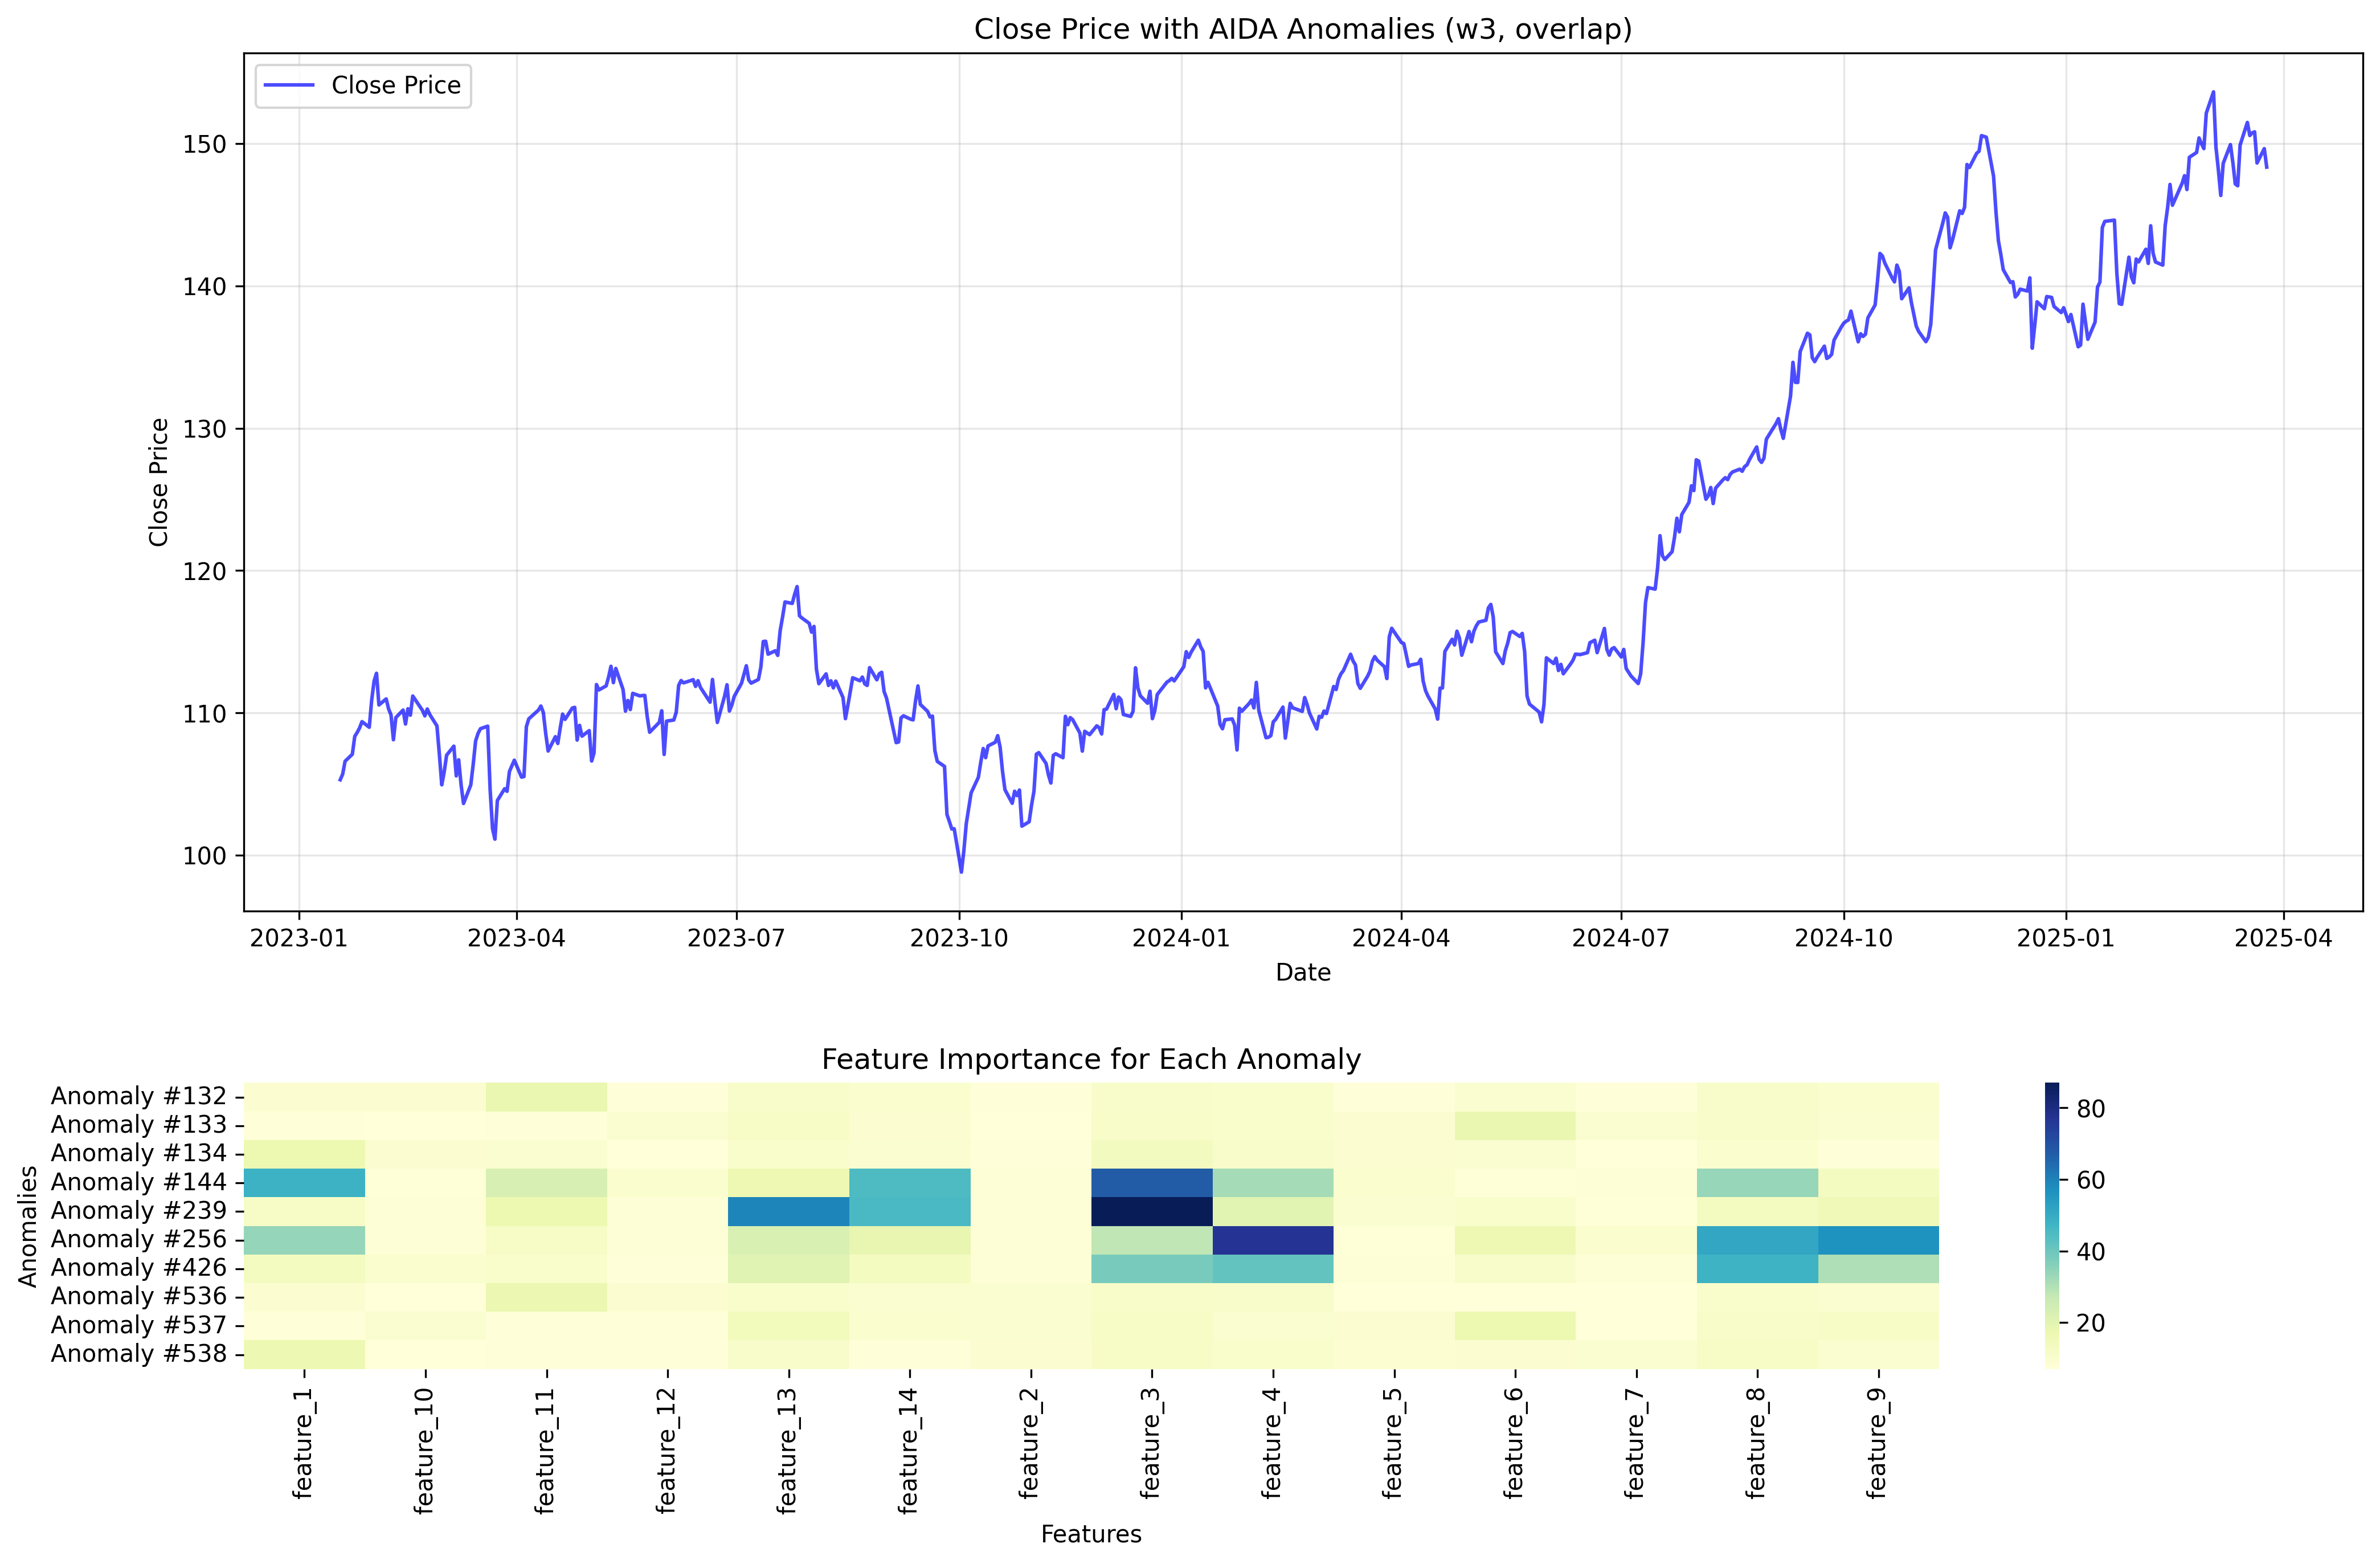 Close Price with AIDA Anomalies (w3, overlap)
Close Price
Close Price
150
140
130
120
110
100
2023-01 2023-04 2023-07 2023-10 2024-01 2024-04 2024-07 2024-10 2025-01 2025-04
Date
Feature Importance for Each Anomaly
Anomalies
Anomaly #132
Anomaly #133
Anomaly #134
Anomaly #144
Anomaly #239
Anomaly #256
Anomaly #426
Anomaly #536
Anomaly #537
Anomaly #538
80
60
40
20
feature_1
feature_10
feature_11
feature_12
feature_13
feature_14
feature_2
feature_3
feature_4
feature_5
feature_6
feature_7
feature_8
feature_9
Features